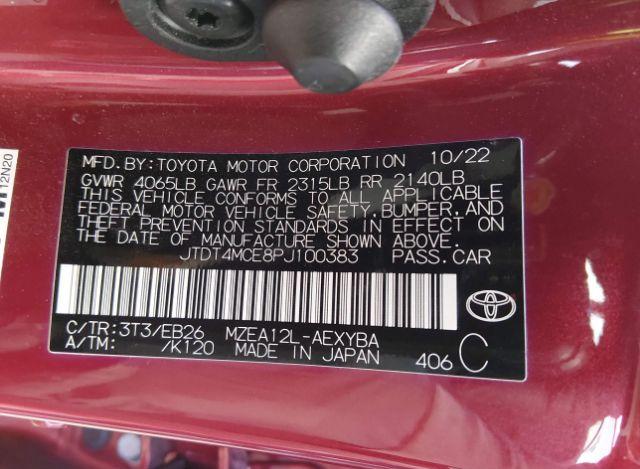 MFD.BY:TOYOTA MOTOR CORPORATION 10/22
GVWR 4065LB GAWR FR 2315LB RR 2140LB
THIS VEHICLE CONFORMS TO ALL APPLICABLE
FEDERAL MOTOR VEHICLE SAFETY,BUMPER,AND
THEFT PREVENTION STANDARDS IN EFFECT ON
THE DATE OF MANUFACTURE SHOWN ABOVE.
JTDT4MCE8PJ100383 PASS.CAR
C/TR:3T3/EB26 MZEA12L-AEXYBA
A/TM: /K120 MADE IN JAPAN 406 C
TOYOTA
12N20